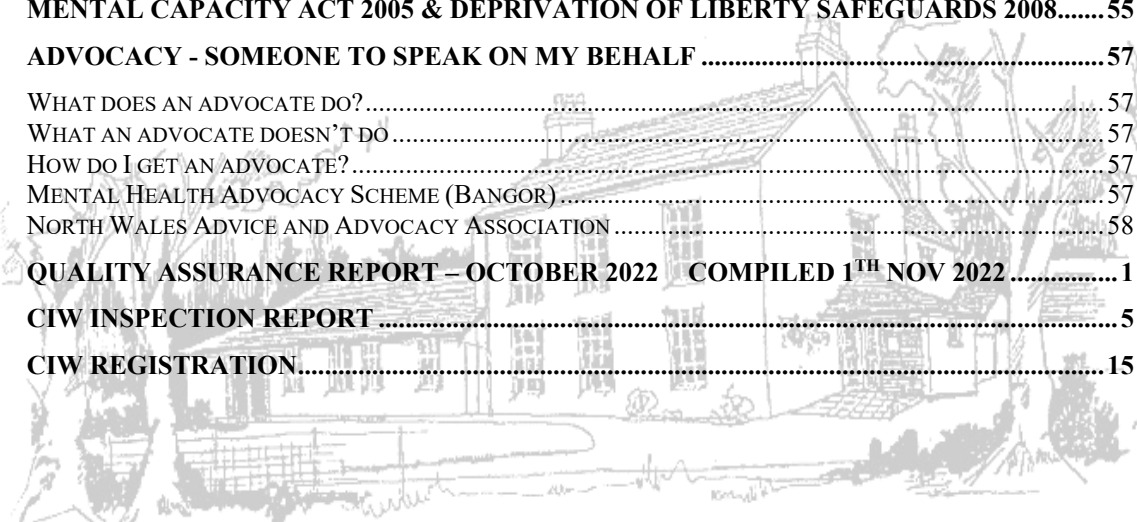 MENTAL CAPACITY ACT 2005 & DEPRIVATION OF LIBERTY SAFEGUARDS 2008.......55
ADVOCACY - SOMEONE TO SPEAK ON MY BEHALF ............................................................57
WHAT DOES AN ADVOCATE DO?..............................................................................................................57
WHAT AN ADVOCATE DOESN'T DO..........................................................................................................57
HOW DO I GET AN ADVOCATE?................................................................................................................57
MENTAL HEALTH ADVOCACY SCHEME (BANGOR).................................................................................57
NORTH WALES ADVICE AND ADVOCACY ASSOCIATION.........................................................................58
QUALITY ASSURANCE REPORT – OCTOBER 2022 COMPILED 1TH NOV 2022................1
CIW INSPECTION REPORT.............................................................................................................5
CIW REGISTRATION........................................................................................................................15